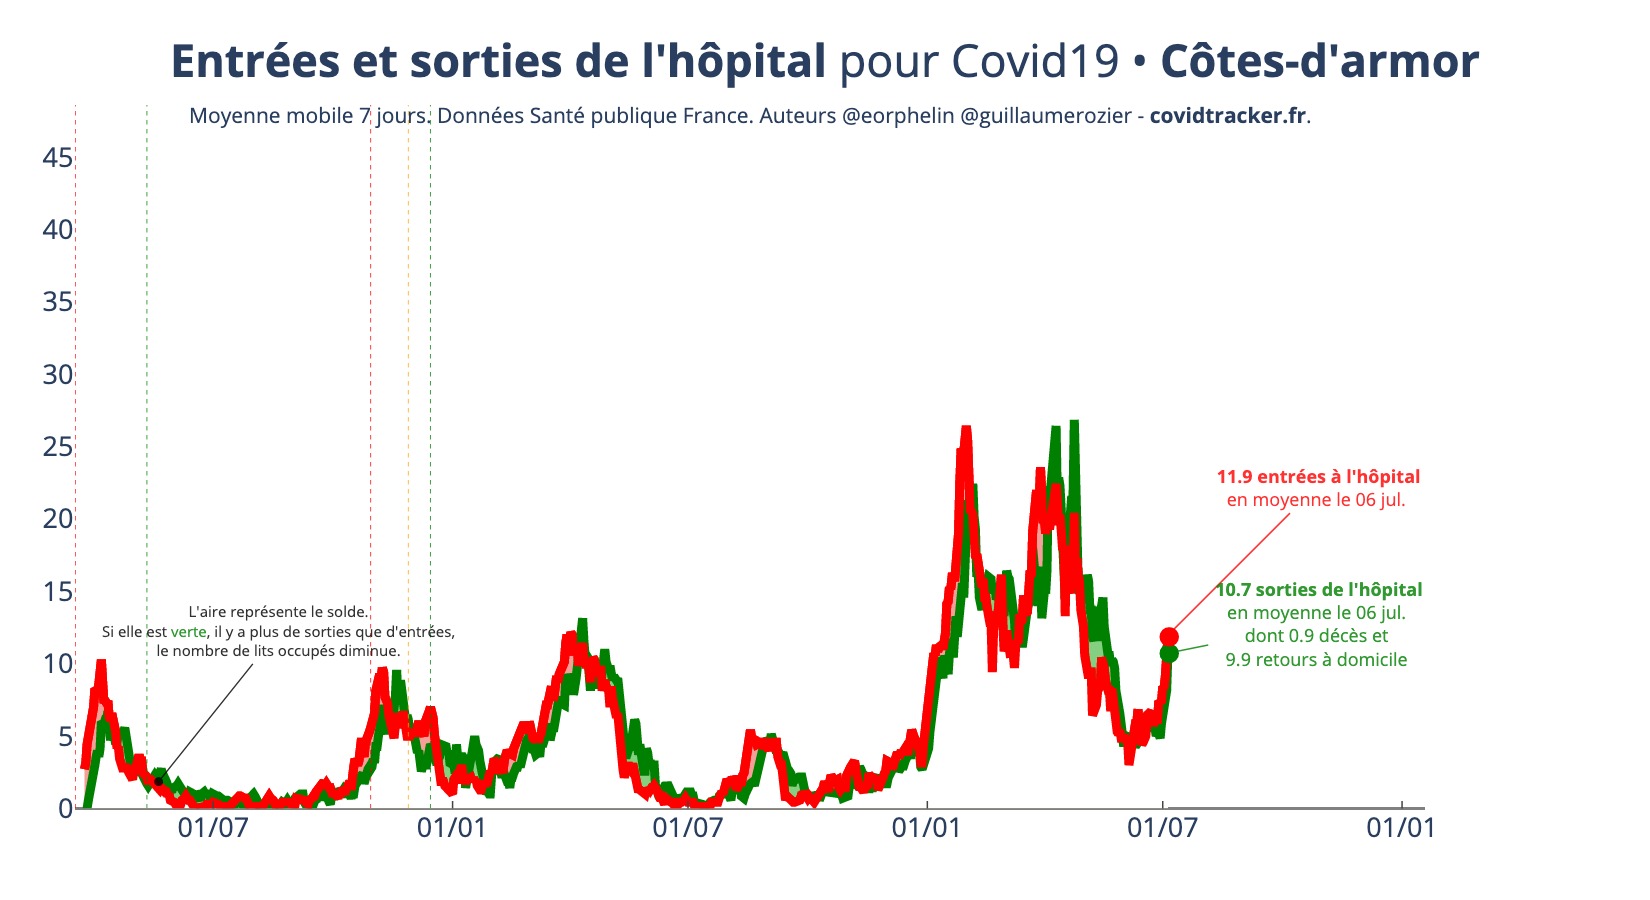 Entrées et sorties de l'hôpital pour Covid19 • Côtes-d'armor
Moyenne mobile 7 jours. Données Santé publique France. Auteurs @eorphelin @guillaumerozier - covidtracker.fr.
45
40
35
30
25
20
15
10
5
0
L'aire représente le solde.
Si elle est verte, il y a plus de sorties que d'entrées,
le nombre de lits occupés diminue.
11.9 entrées à l'hôpital
en moyenne le 06 jul.
10.7 sorties de l'hôpital
en moyenne le 06 jul.
dont 0.9 décès et
9.9 retours à domicile
01/07 01/01 01/07 01/01 01/07 01/01